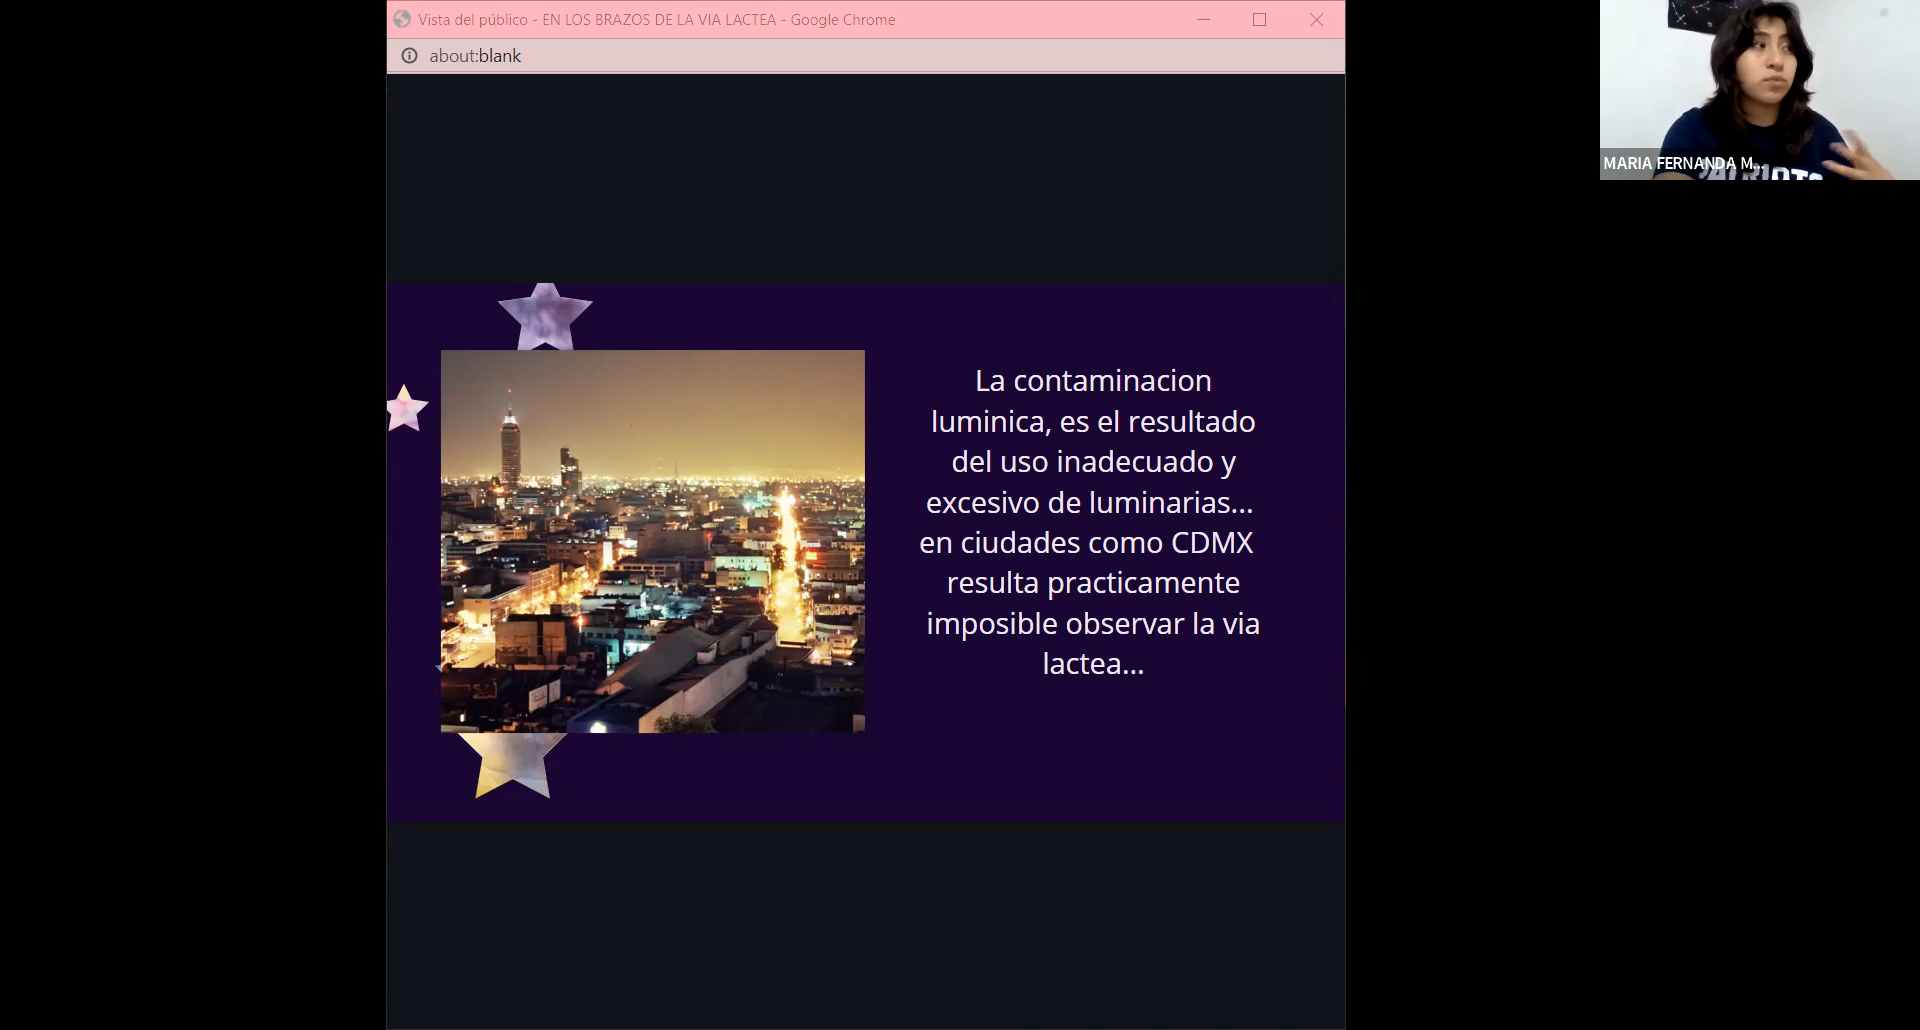 Vista del público - EN LOS BRAZOS DE LA VIA LACTEA - Google Chrome
about:blank
MARIA FERNANDA M...
PATRIOTS
La contaminacion
luminica, es el resultado
del uso inadecuado y
excesivo de luminarias...
en ciudades como CDMX
resulta practicamente
imposible observar la via
lactea...